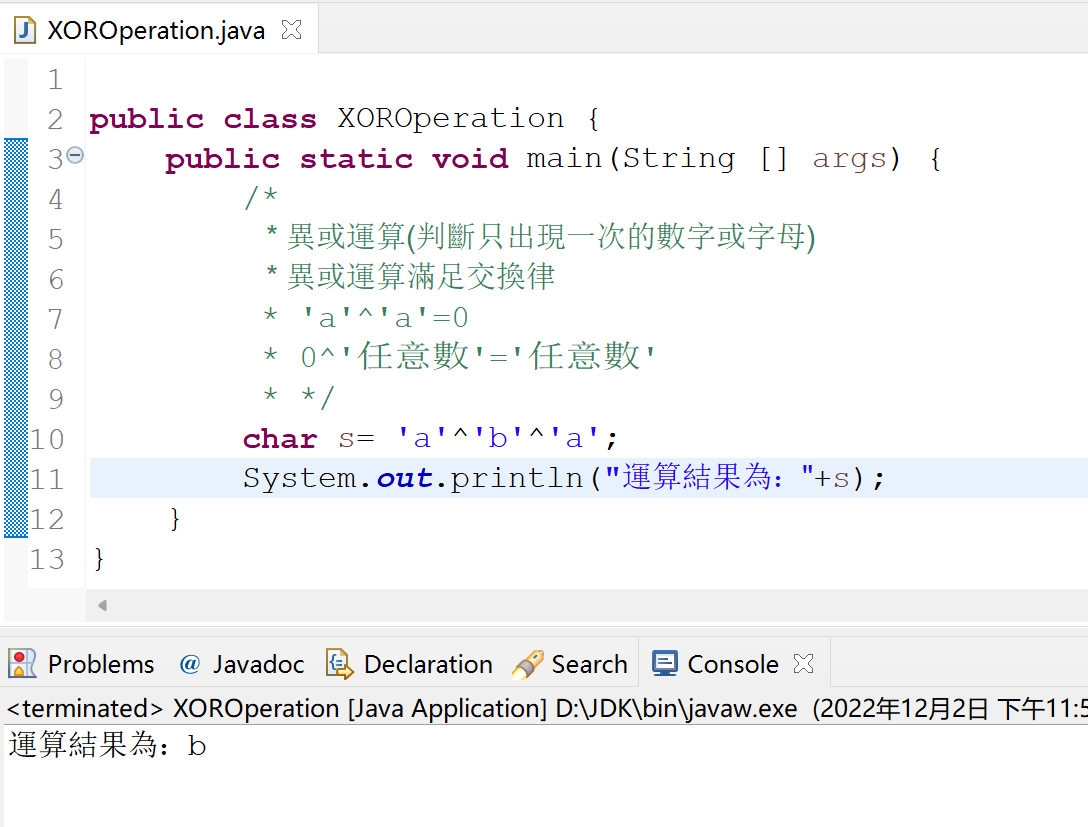 XOROperation.java
1
2 public class XOROperation {
3 public static void main(String [] args) {
4 /*
5 * 異或運算(判斷只出現一次的數字或字母)
6 * 異或運算滿足交換律
7 * 'a'^'a'=0
8 * 0^'任意數'='任意數'
9 * */
10 char s= 'a'^'b'^'a';
11 System.out.println("運算結果為："+s);
12 }
13 }
Problems @ Javadoc Declaration Search Console
<terminated> XOROperation [Java Application] D:\JDK\bin\javaw.exe (2022年12月2日 下午11:5
運算結果為：b